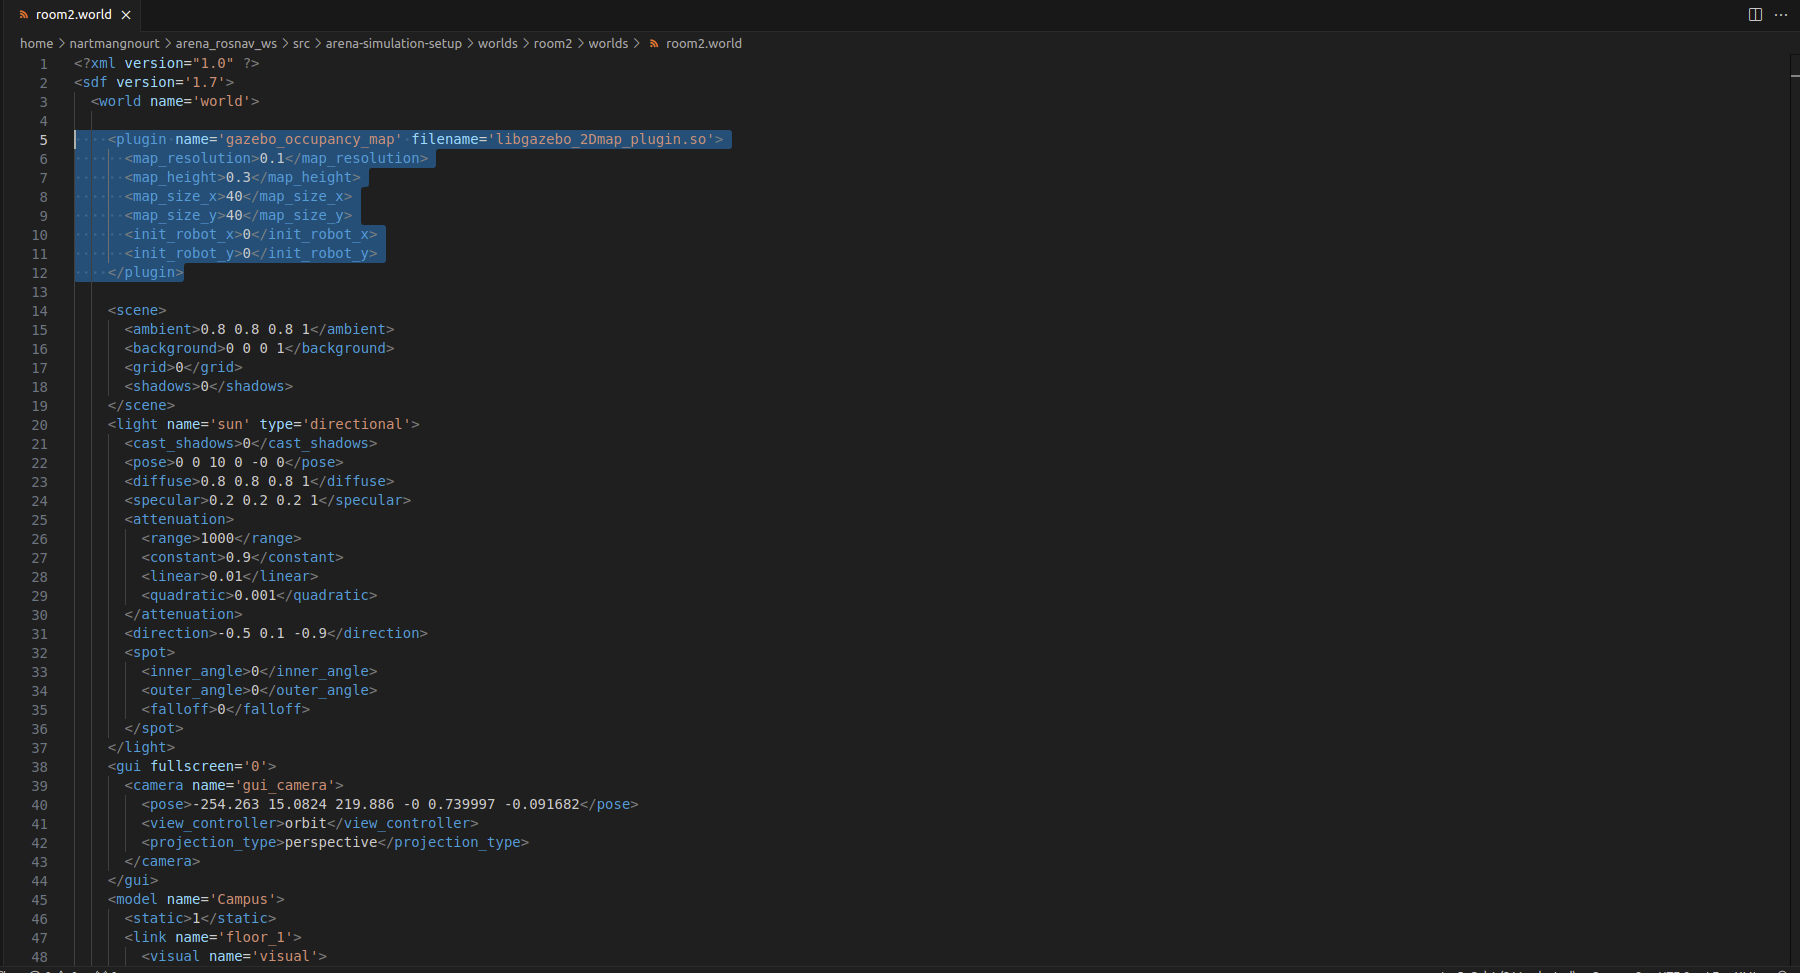 room2.world
home > nartmangnourt > arena_rosnav_ws > src > arena-simulation-setup > worlds > room2 > worlds > room2.world
1 <?xml version="1.0" ?>
2 <sdf version='1.7'>
3 <world name='world'>
4
5 <plugin name='gazebo_occupancy_map' filename='libgazebo_2Dmap_plugin.so'>
6 <map_resolution>0.1</map_resolution>
7 <map_height>0.3</map_height>
8 <map_size_x>40</map_size_x>
9 <map_size_y>40</map_size_y>
10 <init_robot_x>0</init_robot_x>
11 <init_robot_y>0</init_robot_y>
12 </plugin>
13
14 <scene>
15 <ambient>0.8 0.8 0.8 1</ambient>
16 <background>0 0 0 1</background>
17 <grid>0</grid>
18 <shadows>0</shadows>
19 </scene>
20 <light name='sun' type='directional'>
21 <cast_shadows>0</cast_shadows>
22 <pose>0 0 10 0 -0 0</pose>
23 <diffuse>0.8 0.8 0.8 1</diffuse>
24 <specular>0.2 0.2 0.2 1</specular>
25 <attenuation>
26 <range>1000</range>
27 <constant>0.9</constant>
28 <linear>0.01</linear>
29 <quadratic>0.001</quadratic>
30 </attenuation>
31 <direction>-0.5 0.1 -0.9</direction>
32 <spot>
33 <inner_angle>0</inner_angle>
34 <outer_angle>0</outer_angle>
35 <falloff>0</falloff>
36 </spot>
37 </light>
38 <gui fullscreen='0'>
39 <camera name='gui_camera'>
40 <pose>-254.263 15.0824 219.886 -0 0.739997 -0.091682</pose>
41 <view_controller>orbit</view_controller>
42 <projection_type>perspective</projection_type>
43 </camera>
44 </gui>
45 <model name='Campus'>
46 <static>1</static>
47 <link name='floor_1'>
48 <visual name='visual'>